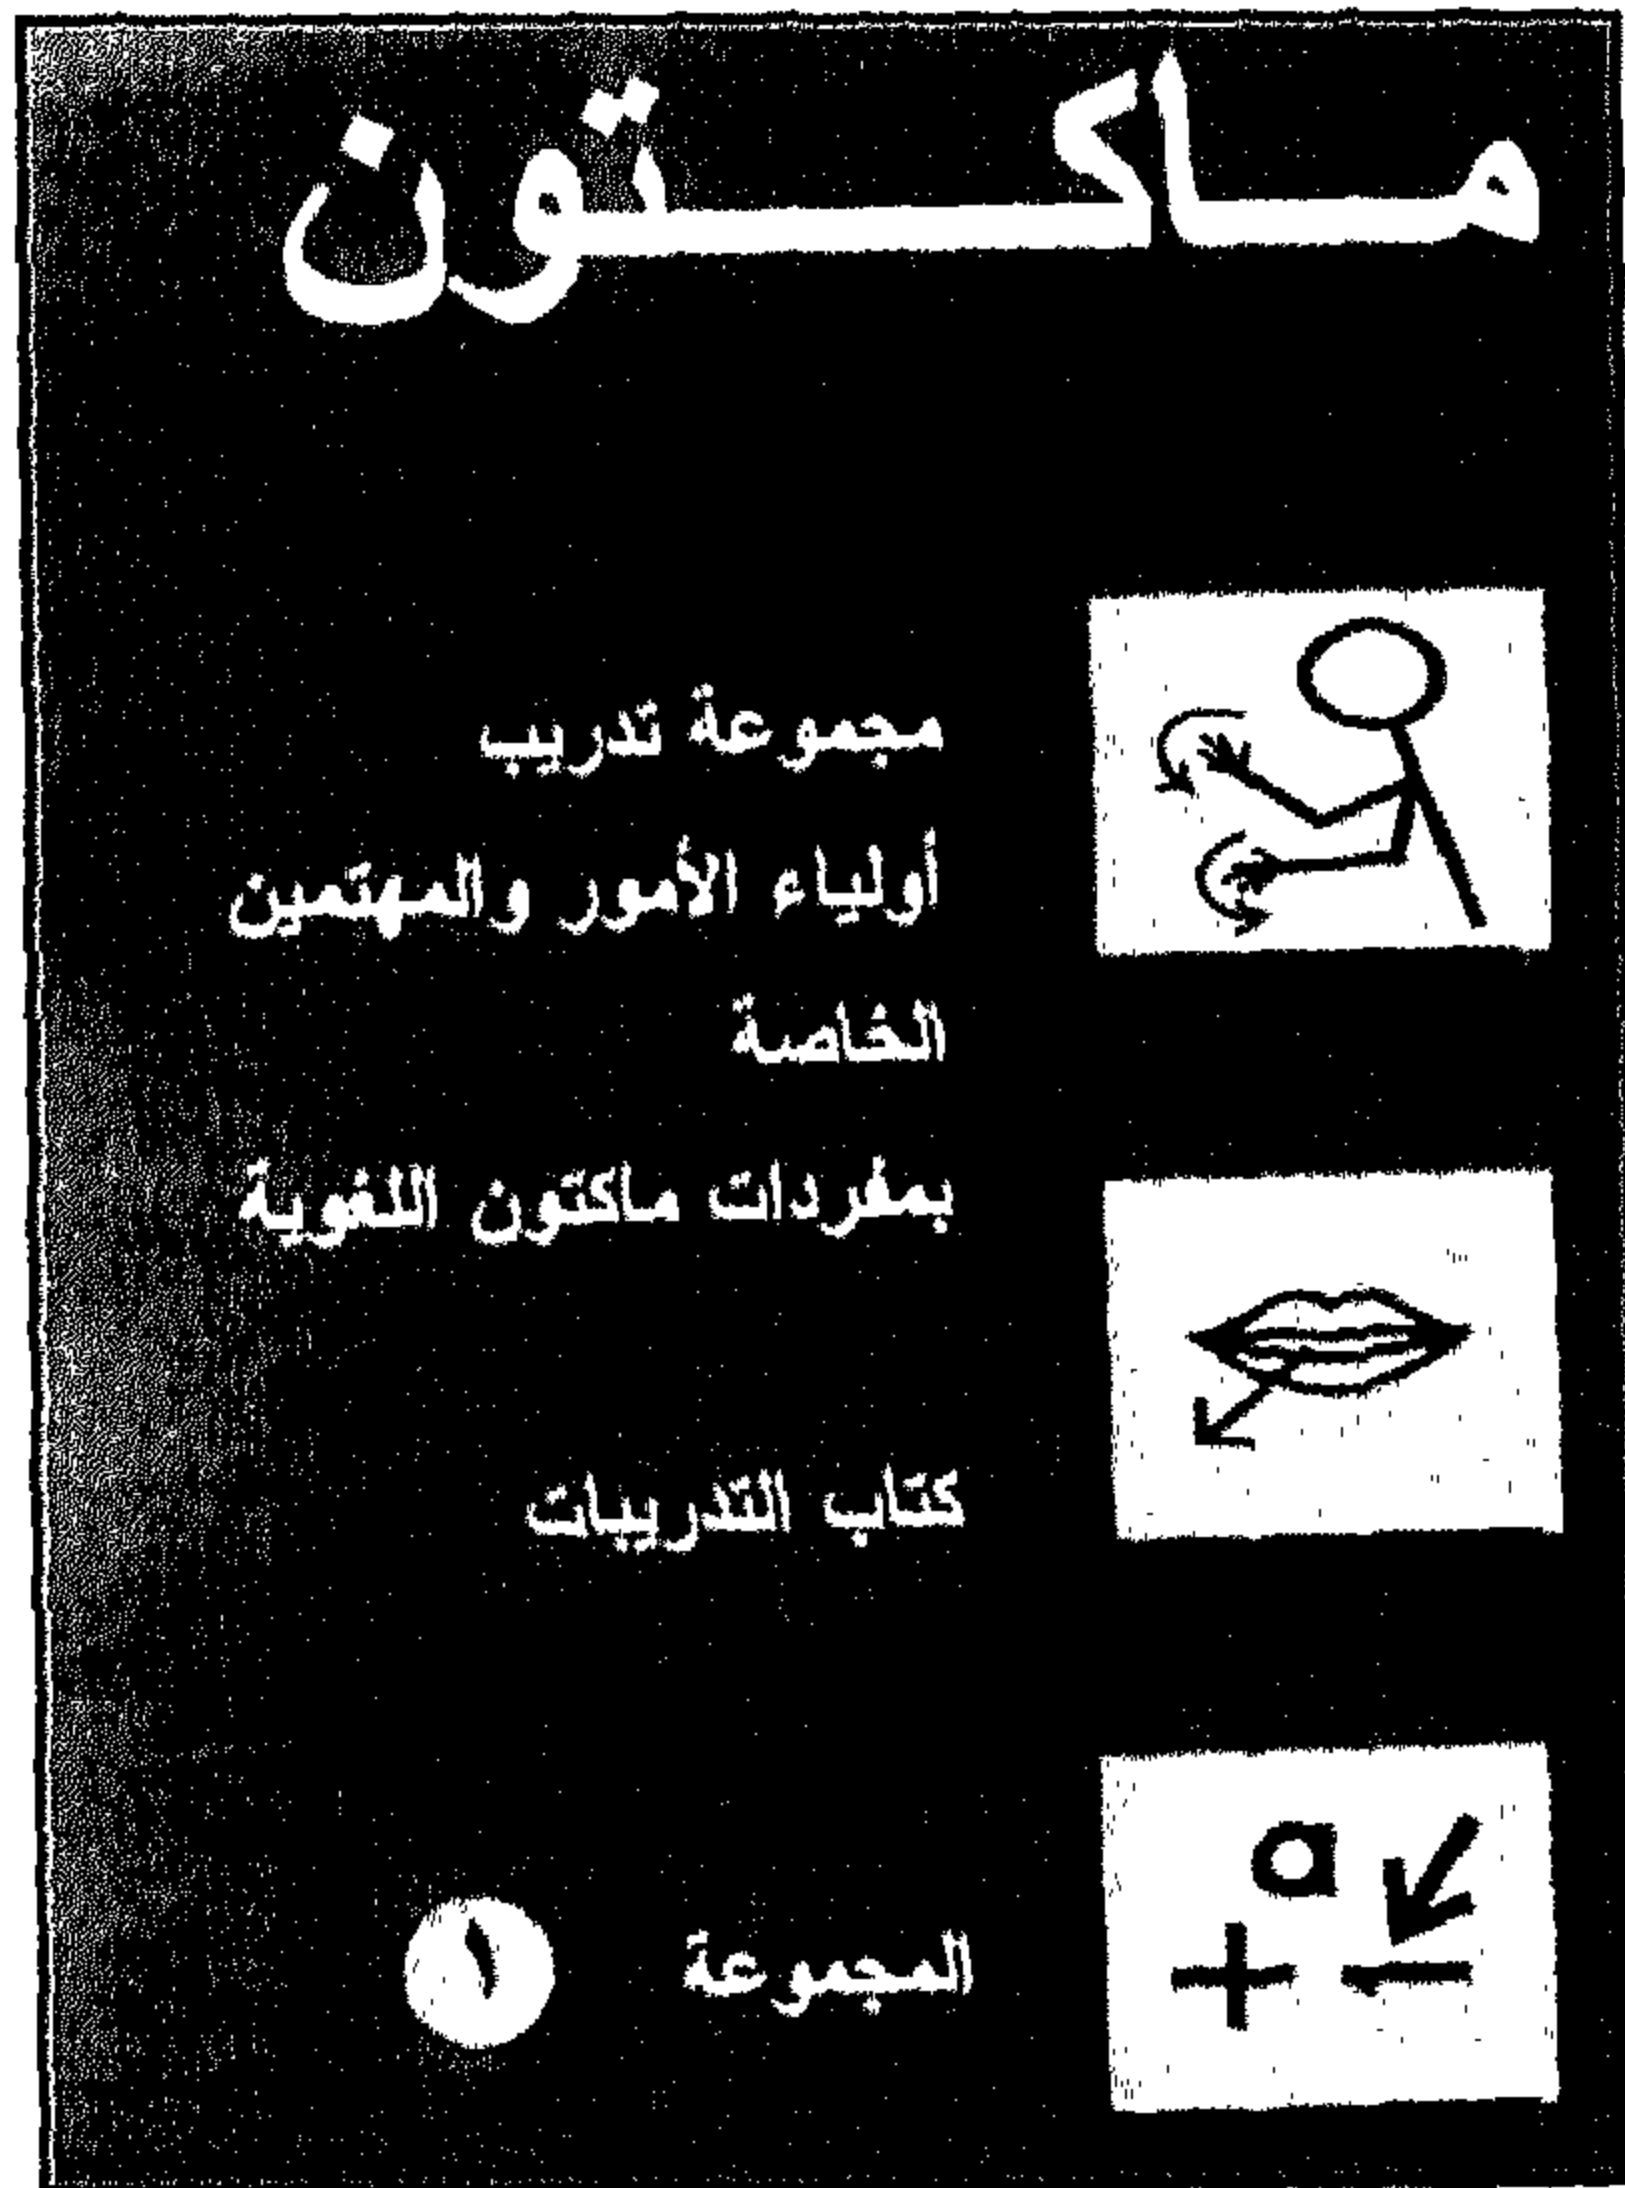 ماكتون
مجموعة تدريب
أولياء الأمور والمهتمين
الخاصة
بمفردات ماكتون اللغوية
كتاب التدريبات
المجموعة ١